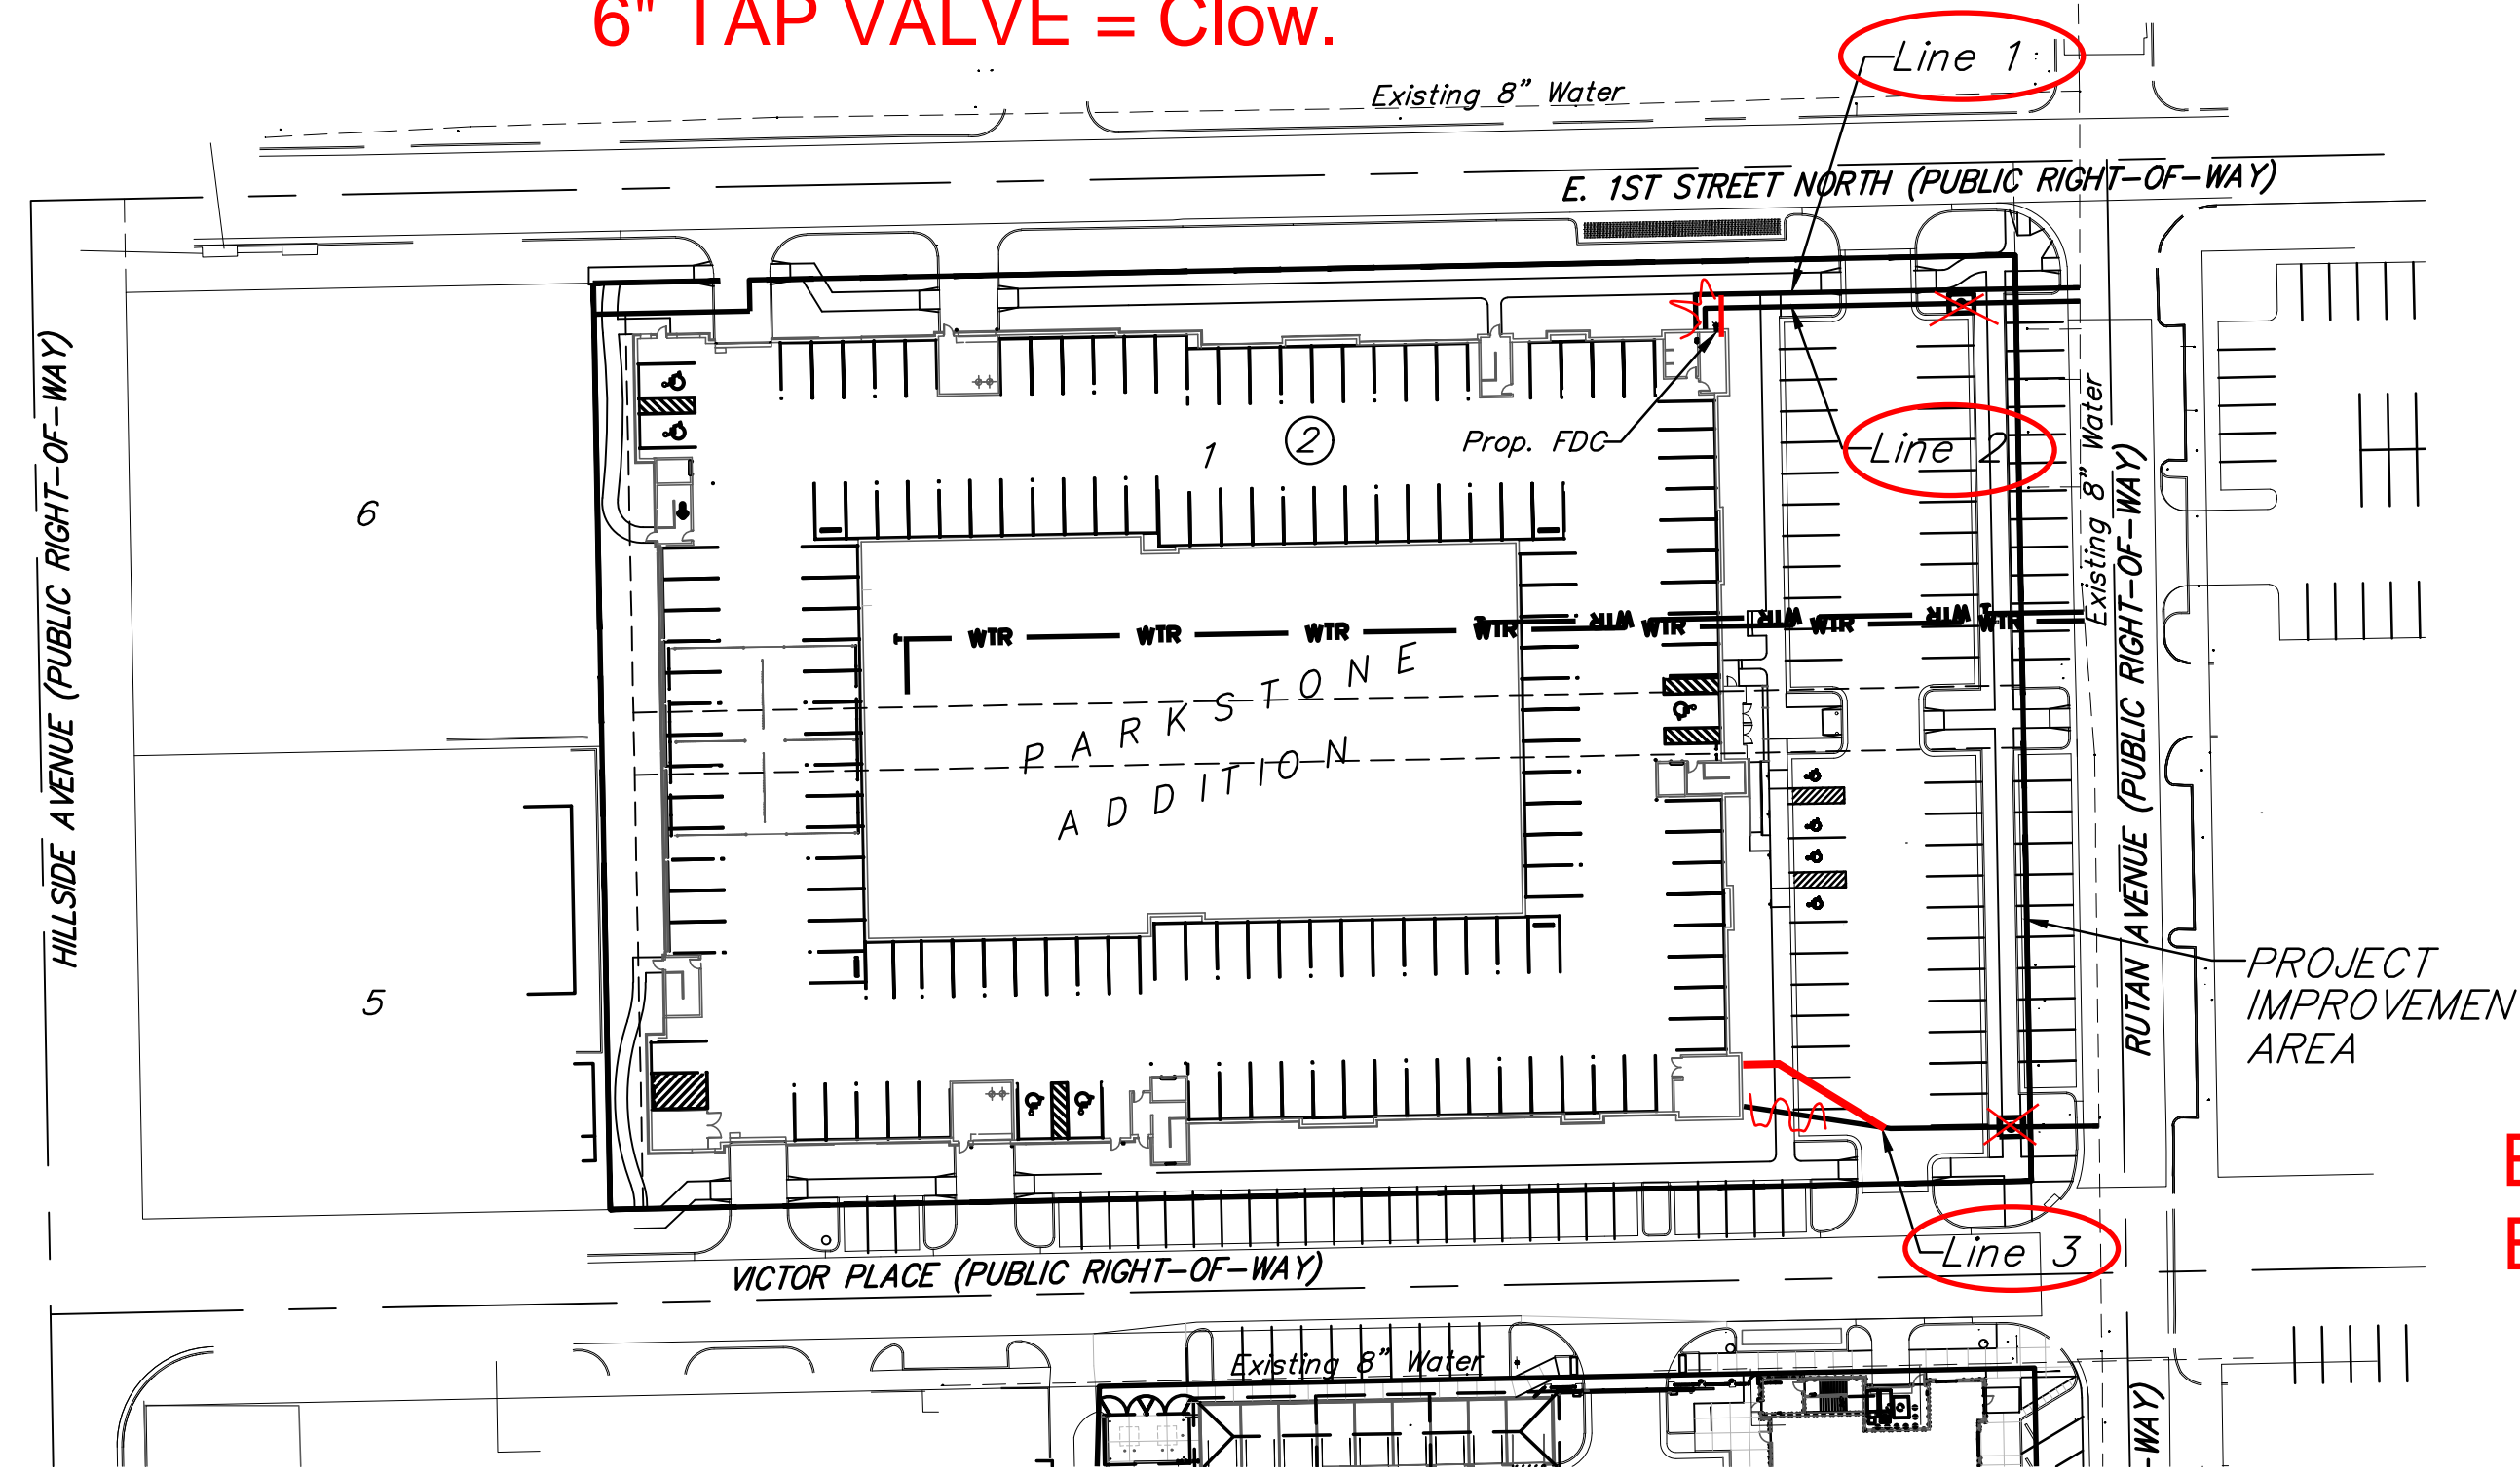 6" TAP VALVE = Clow.
Line 1
Existing 8" Water
E. 1ST STREET NORTH (PUBLIC RIGHT-OF-WAY)
HILLSIDE AVENUE (PUBLIC RIGHT-OF-WAY)
6
1
2
Prop. FDC
Line 2
Existing 8" Water
RUTAN AVENUE (PUBLIC RIGHT-OF-WAY)
WTR WTR WTR WTR WTR WTR WTR
WTR WTR WTR
PARKSTONE
ADDITION
5
PROJECT
IMPROVEMEN
AREA
Line 3
VICTOR PLACE (PUBLIC RIGHT-OF-WAY)
Existing 8" Water
-WAY)